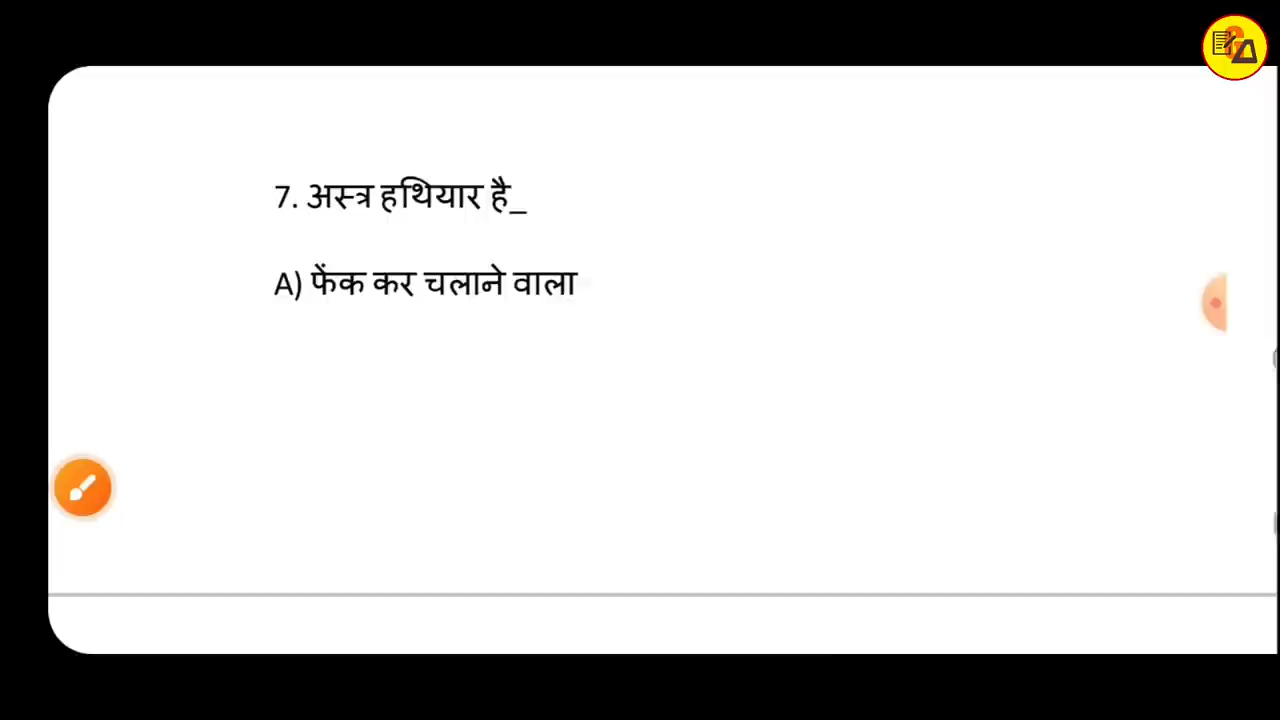 7. अस्त्र हथियार है_
A) फेंक कर चलाने वाला